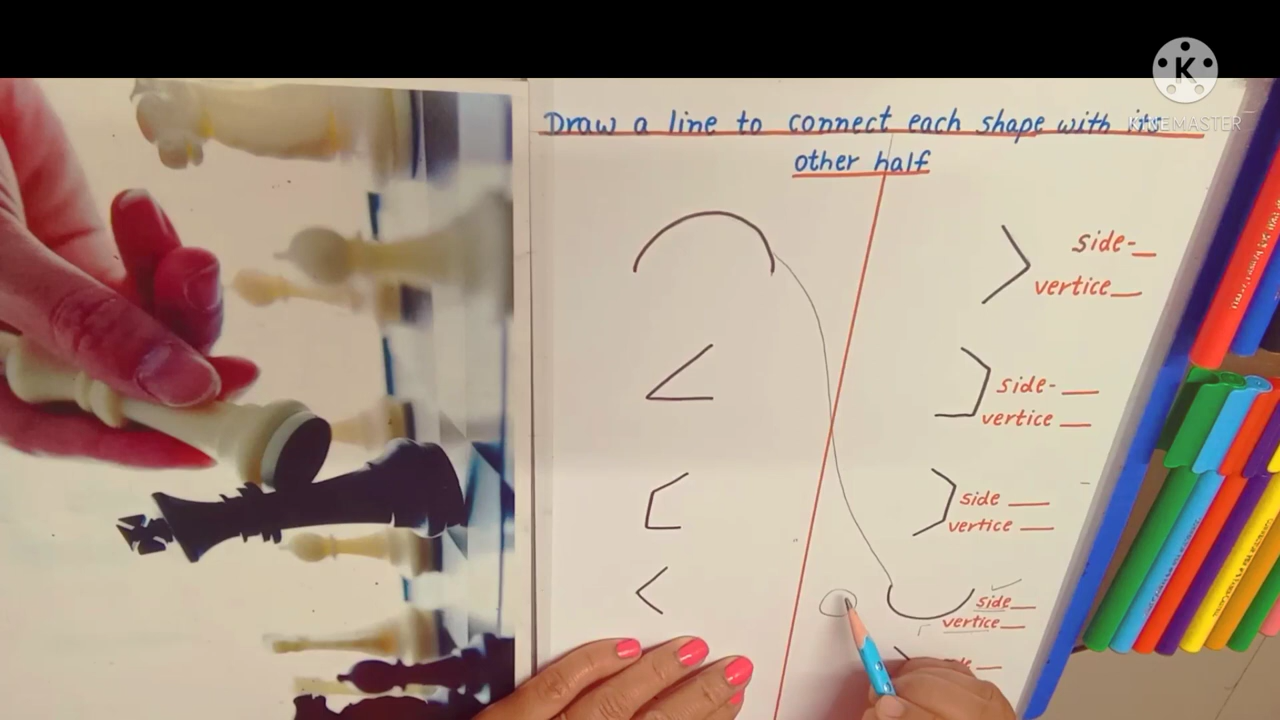 K
KINEMASTER
Draw a line to connect each shape with its
other half
side-__
vertice__
side- __
vertice __
side __
vertice __
side__
vertice__